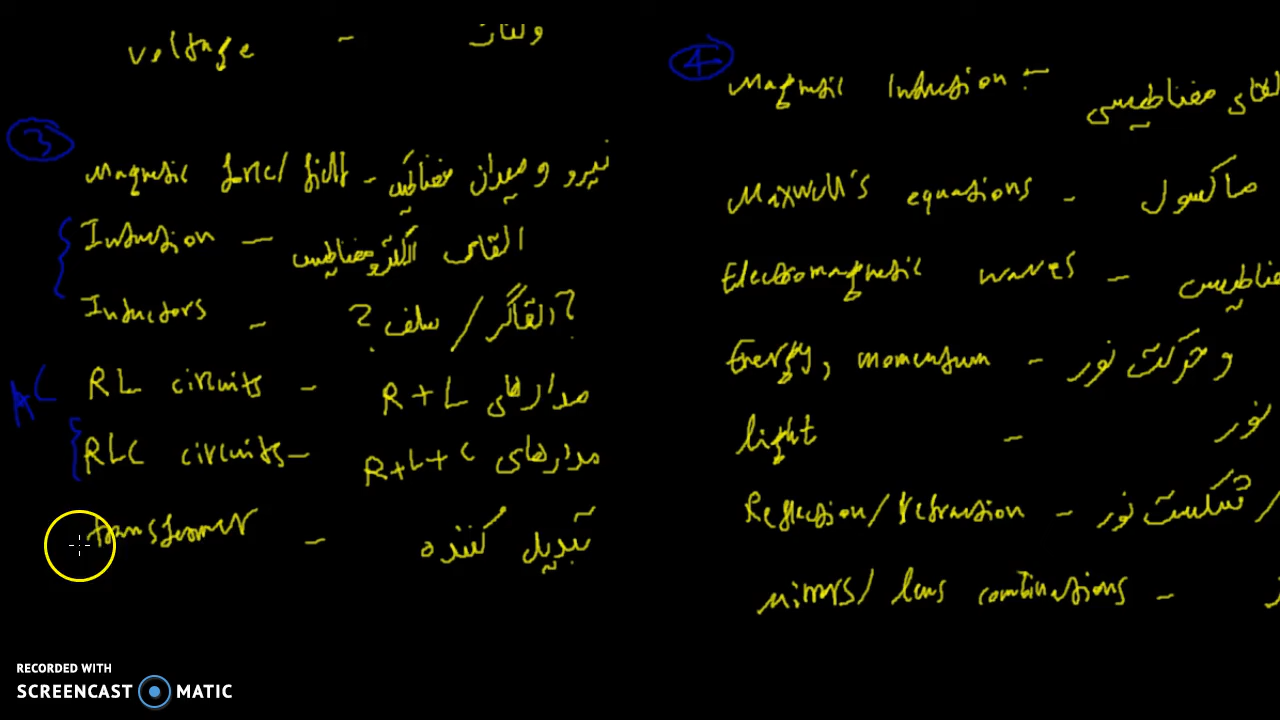 voltage - ولتاژ
3
Magnetic force/field - نیرو و میدان مغناطیسی
Induction - القای الکترومغناطیسی
Inductors - ?القاگر / سلف?
AC
RL circuits - مدارهای R+L
RLC circuits - مدارهای R+L+C
transformer - تبدیل کننده
4
Magnetic Induction :- القای مغناطیسی
Maxwell's equations - ماکسول
Electromagnetic waves -
Energy, momentum - و حرکت نور
light - نور
Reflection/Refraction - / شکست نور
mirrors/ lens combinations -
RECORDED WITH
SCREENCAST MATIC